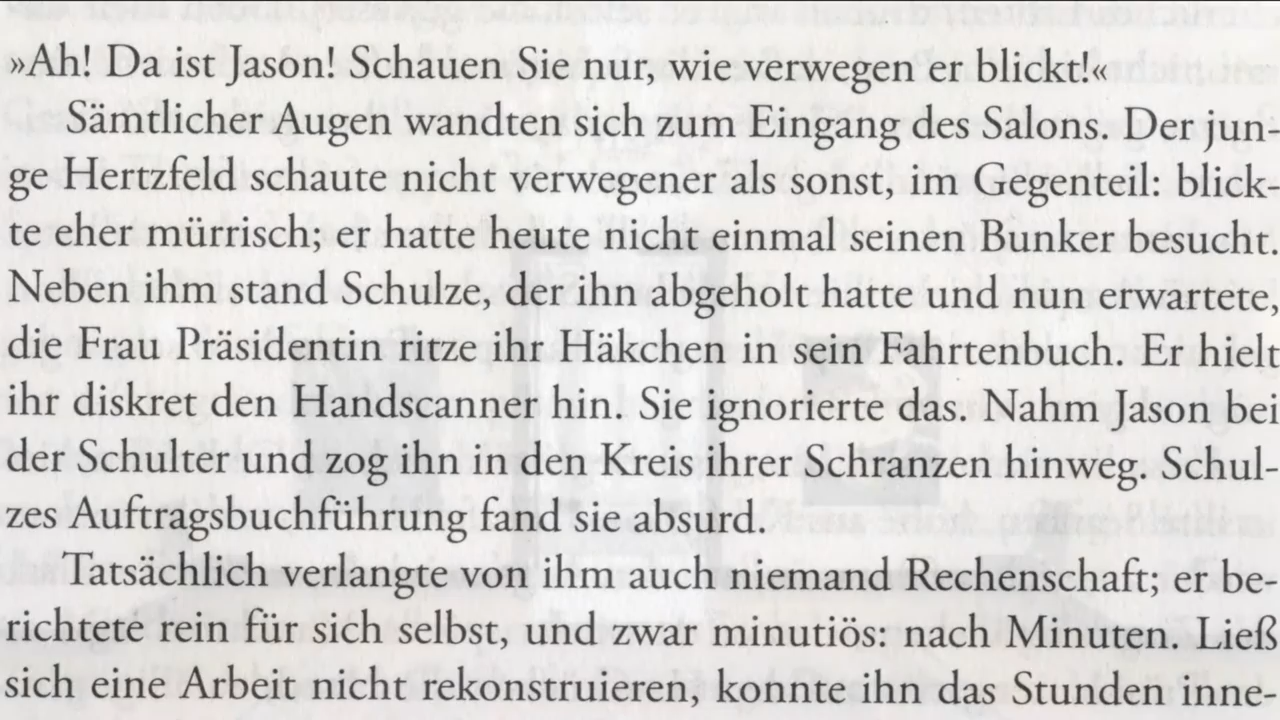 »Ah! Da ist Jason! Schauen Sie nur, wie verwegen er blickt!«
Sämtlicher Augen wandten sich zum Eingang des Salons. Der jun-
ge Hertzfeld schaute nicht verwegener als sonst, im Gegenteil: blick-
te eher mürrisch; er hatte heute nicht einmal seinen Bunker besucht.
Neben ihm stand Schulze, der ihn abgeholt hatte und nun erwartete,
die Frau Präsidentin ritze ihr Häkchen in sein Fahrtenbuch. Er hielt
ihr diskret den Handscanner hin. Sie ignorierte das. Nahm Jason bei
der Schulter und zog ihn in den Kreis ihrer Schranzen hinweg. Schul-
zes Auftragsbuchführung fand sie absurd.
Tatsächlich verlangte von ihm auch niemand Rechenschaft; er be-
richtete rein für sich selbst, und zwar minutiös: nach Minuten. Ließ
sich eine Arbeit nicht rekonstruieren, konnte ihn das Stunden inne-